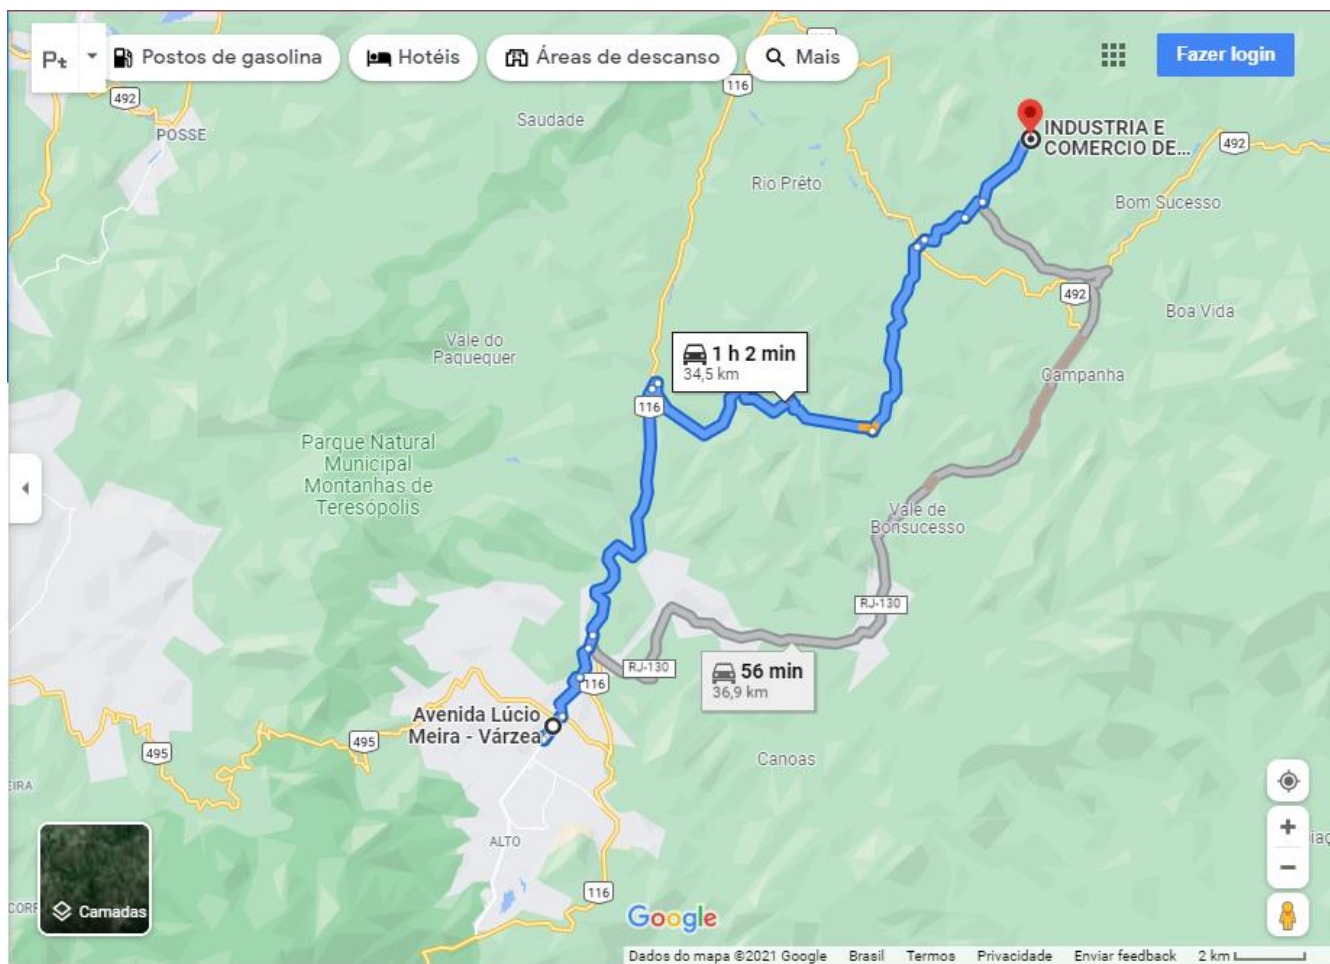 Pt
Postos de gasolina
Hotéis
Áreas de descanso
Mais
Fazer login
492
POSSE
Saudade
116
INDUSTRIA E
COMERCIO DE...
492
Rio Prêto
Bom Sucesso
492
Boa Vida
Vale do
Paquequer
1 h 2 min
34,5 km
Campanha
116
Parque Natural
Municipal
Montanhas de
Teresópolis
Vale de
Bonsucesso
RJ-130
RJ-130
56 min
36,9 km
116
Avenida Lúcio
Meira - Várzea
495
495
Canoas
EIRA
ALTO
116
CORR
Camadas
Google
Dados do mapa ©2021 Google
Brasil
Termos
Privacidade
Enviar feedback
2 km